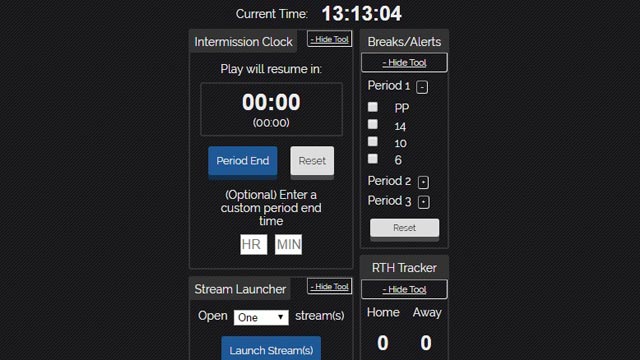 Current Time: 13:13:04
Intermission Clock
- Hide Tool
Play will resume in:
00:00
(00:00)
Period End
Reset
(Optional) Enter a
custom period end
time
HR
MIN
Stream Launcher
- Hide Tool
Open One stream(s)
Launch Stream(s)
Breaks/Alerts
- Hide Tool
Period 1 -
PP
14
10
6
Period 2 +
Period 3 +
Reset
RTH Tracker
- Hide Tool
Home Away
0 0